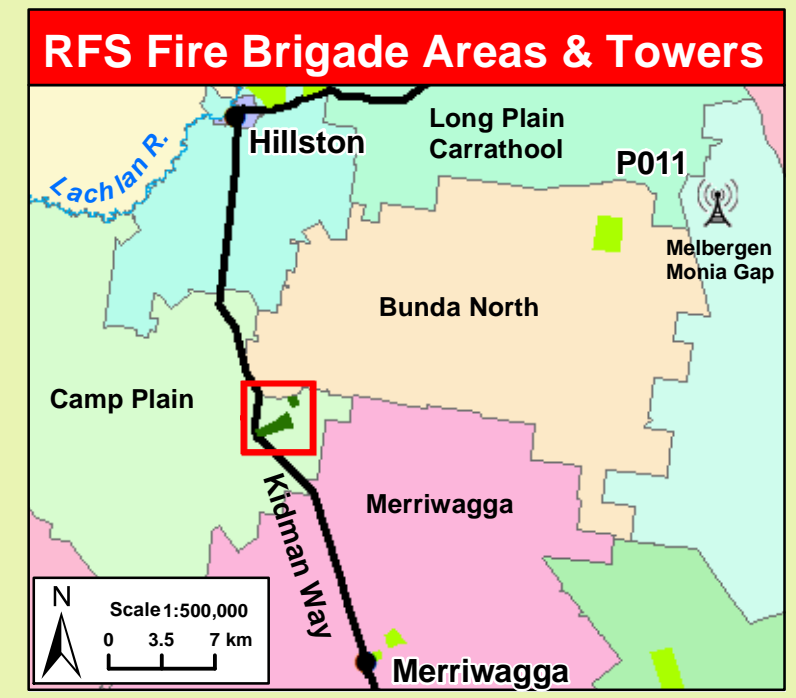 RFS Fire Brigade Areas & Towers
Hillston
Long Plain
Carrathool
P011
Lachlan R.
Melbergen
Monia Gap
Bunda North
Camp Plain
Merriwagga
Kidman Way
N
Scale 1:500,000
0 3.5 7 km
Merriwagga